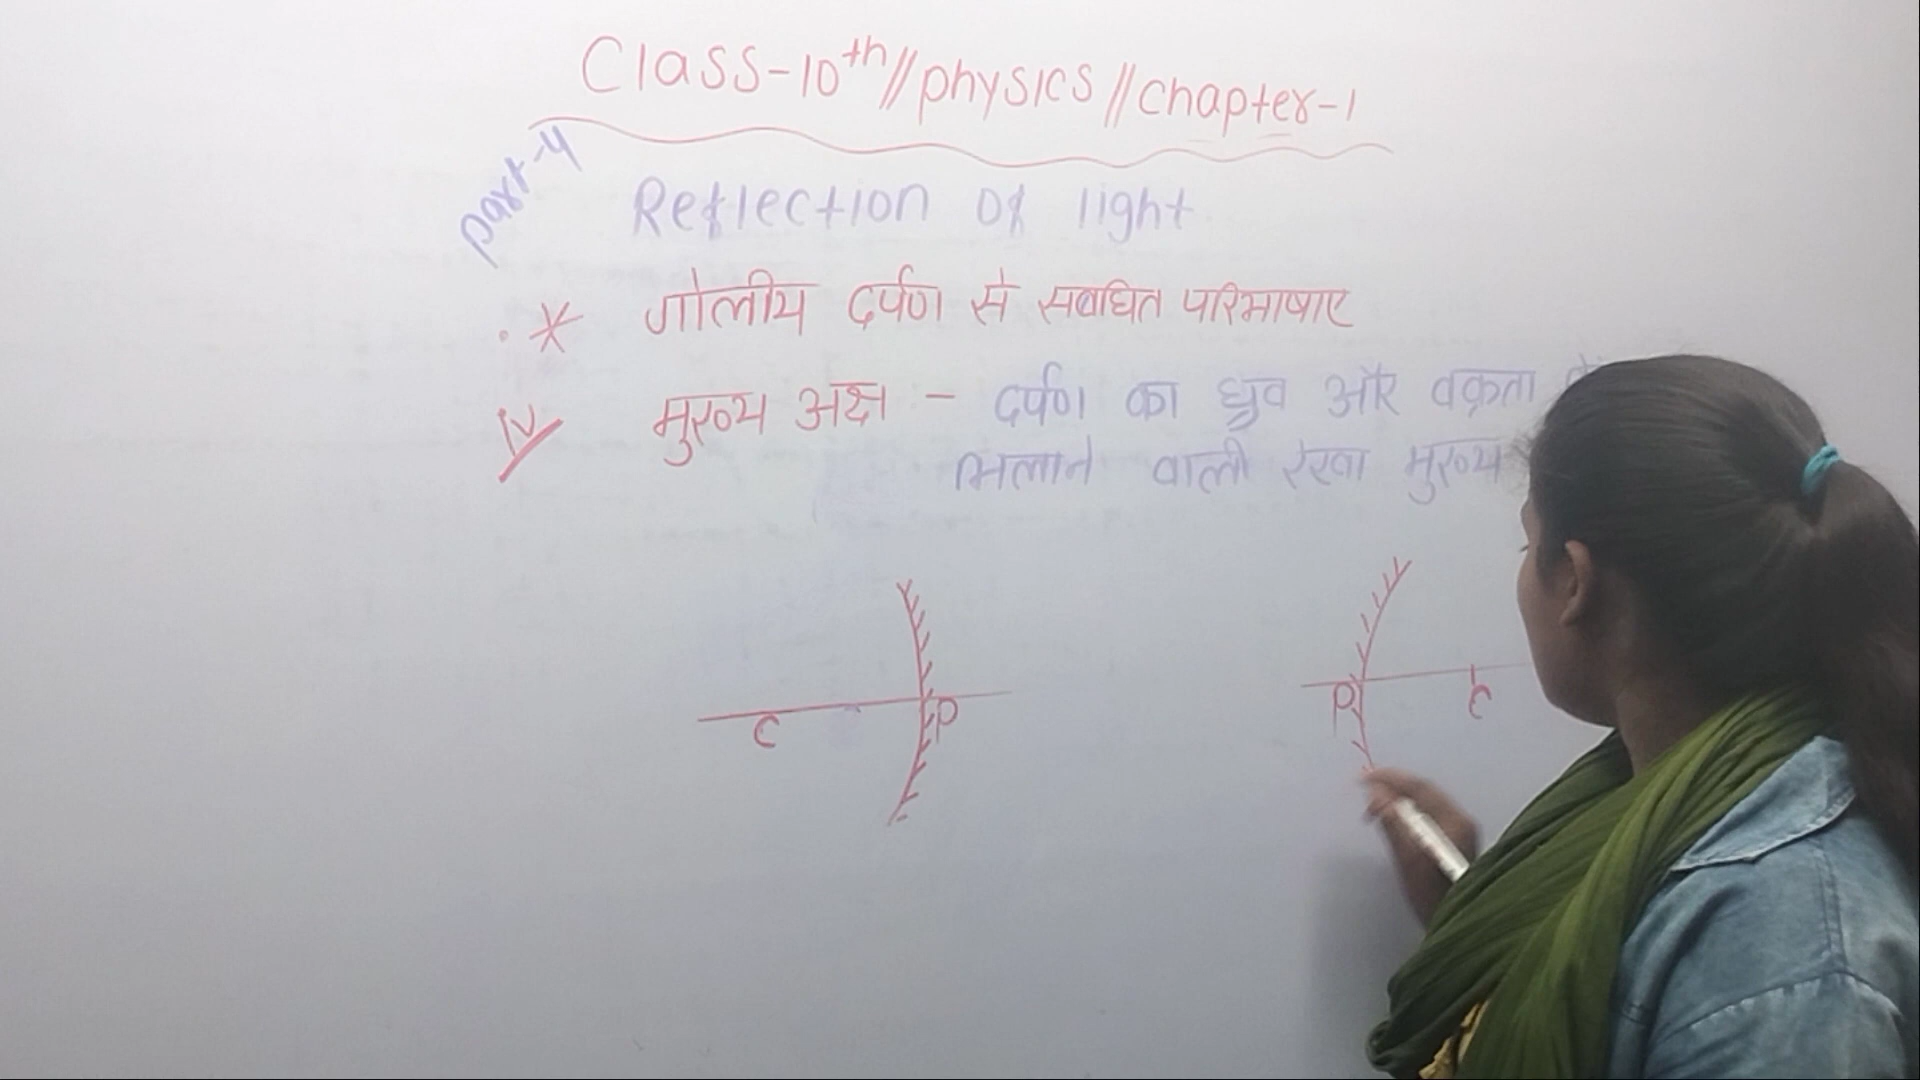 Class-10th//physics//chapter-1
part-4
Reflection of light
* गोलीय दर्पण से सबंधित परिभाषाए
IV मुख्य अक्ष - दर्पण का ध्रुव और वक्रता
मिलाने वाली रेखा मुख्य
C P
P C